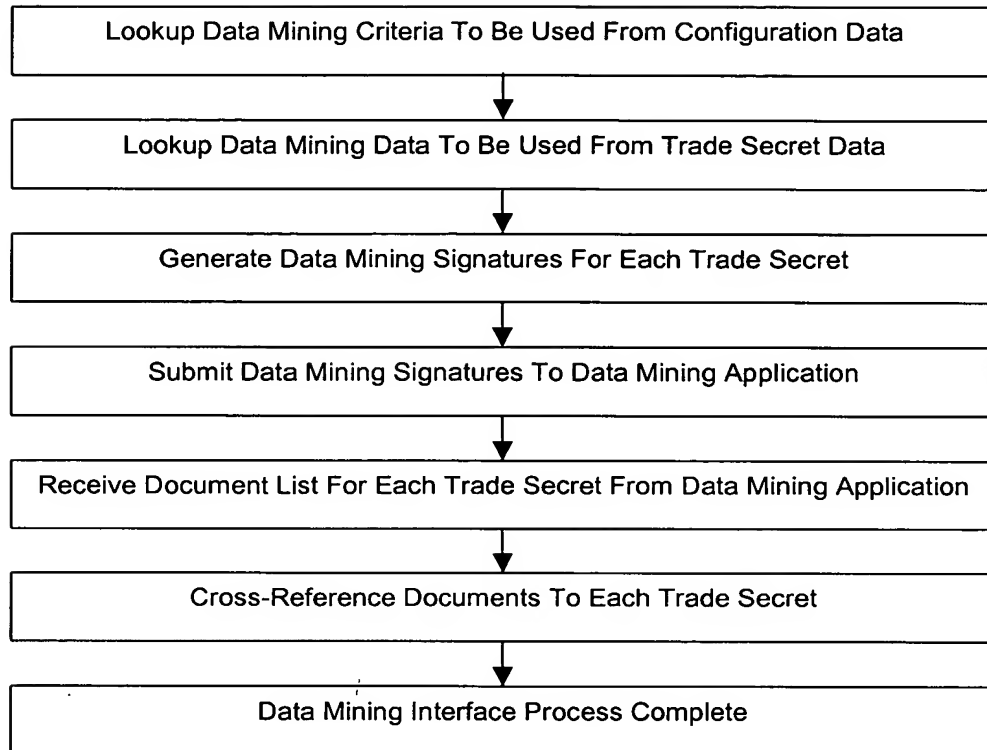 Lookup Data Mining Criteria To Be Used From Configuration Data
Lookup Data Mining Data To Be Used From Trade Secret Data
Generate Data Mining Signatures For Each Trade Secret
Submit Data Mining Signatures To Data Mining Application
Receive Document List For Each Trade Secret From Data Mining Application
Cross-Reference Documents To Each Trade Secret
Data Mining Interface Process Complete